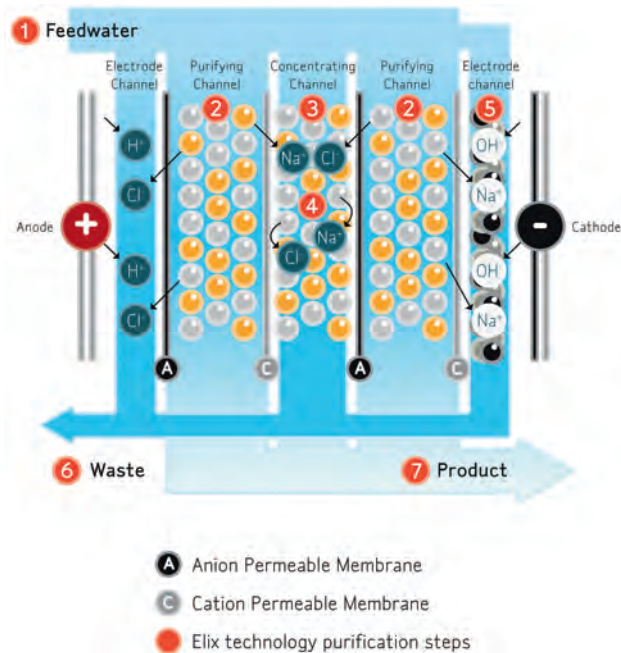 1 Feedwater
Electrode Channel
Purifying Channel
Concentrating Channel
Purifying Channel
Electrode channel
2
3
2
5
H⁺
Na⁺
Cl⁻
OH⁻
Cl⁻
Na⁺
4
Anode
+
-
Cathode
Na⁺
Cl⁻
H⁺
OH⁻
Cl⁻
Na⁺
A
C
A
C
6 Waste
7 Product
A Anion Permeable Membrane
C Cation Permeable Membrane
Elix technology purification steps